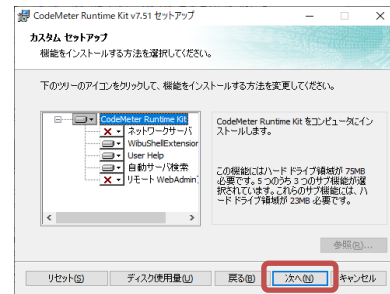 CodeMeter Runtime Kit v7.51 セットアップ
カスタム セットアップ
機能をインストールする方法を選択してください。
下のツリーのアイコンをクリックして、機能をインストールする方法を変更してください。
CodeMeter Runtime Kit
ネットワークサーバ
WibuShellExtension
User Help
自動サーバ検索
リモート WebAdmin
CodeMeter Runtime Kit をコンピュータにイン
ストールします。
この機能にはハード ドライブ領域が 75MB
必要です。5 つのうち 3 つのサブ機能が選
択されています。これらのサブ機能には、ハ
ード ドライブ領域が 23MB 必要です。
参照(R)...
リセット(S)
ディスク使用量(U)
戻る(B)
次へ(N)
キャンセル